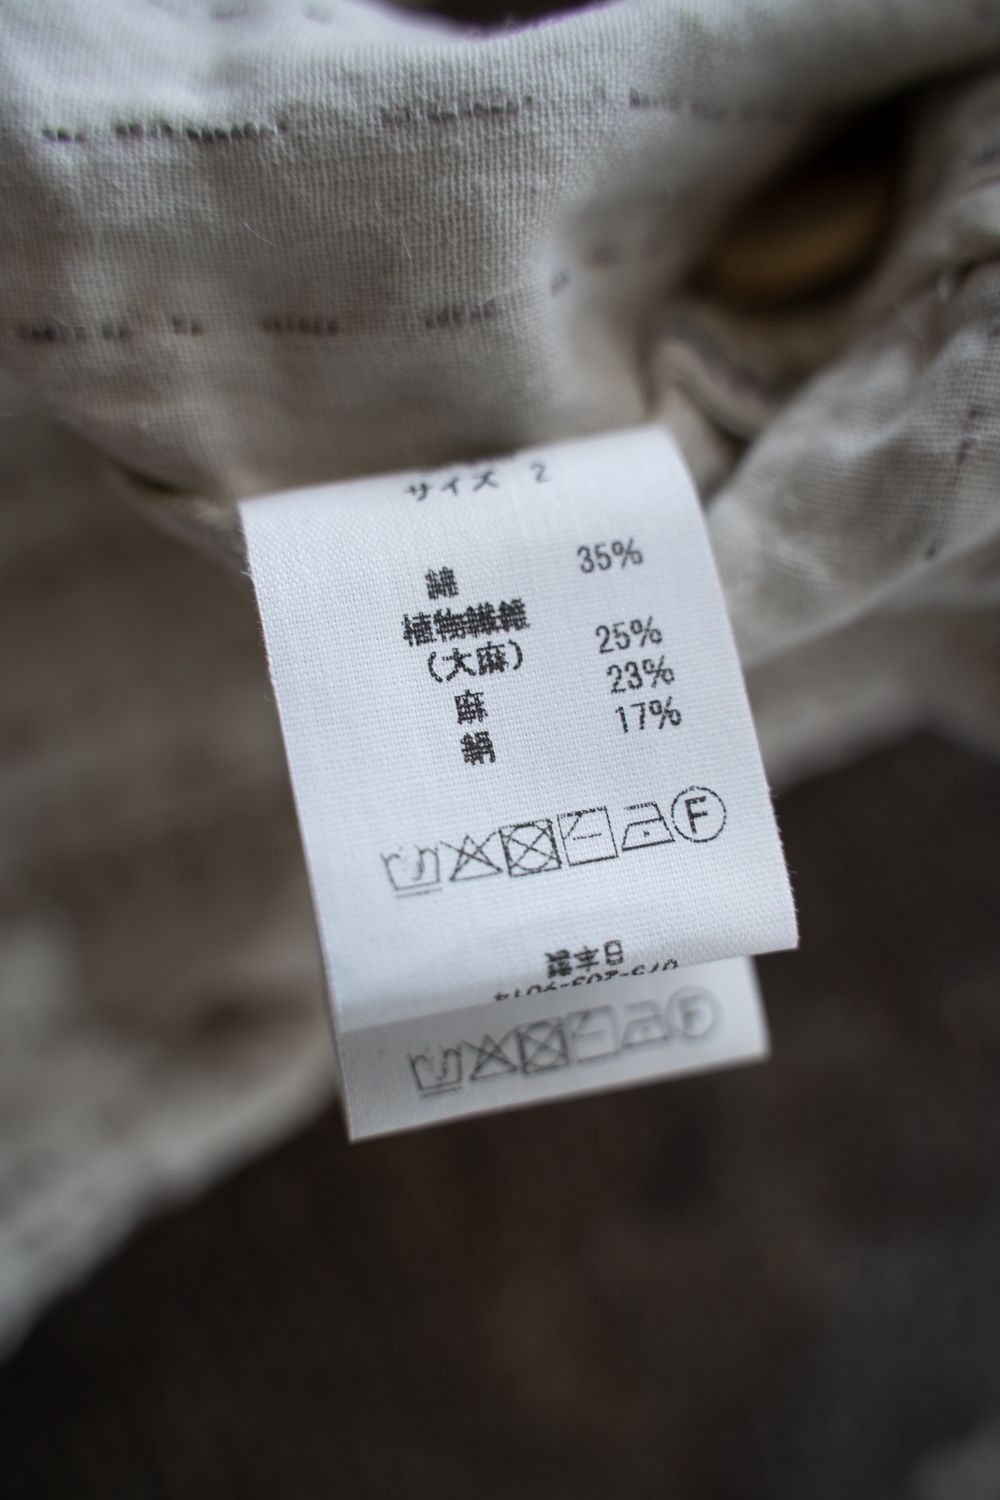 サイズ 2
綿 35%
植物繊維
(大麻) 25%
麻 23%
絹 17%
F
F